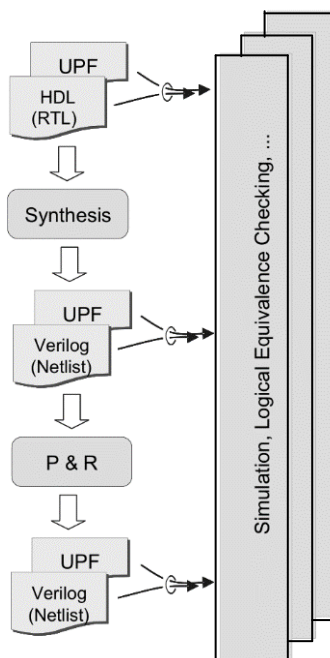 UPF
HDL
(RTL)
Synthesis
UPF
Verilog
(Netlist)
P & R
UPF
Verilog
(Netlist)
Simulation, Logical Equivalence Checking, ...